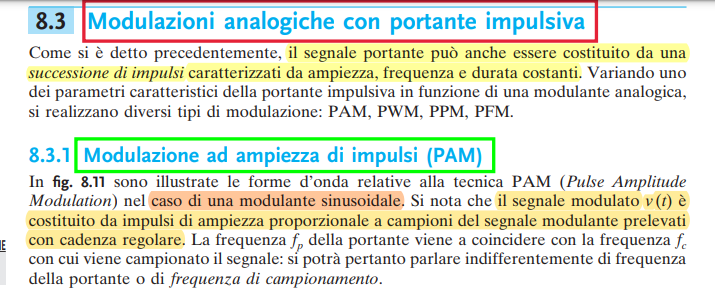 8.3 Modulazioni analogiche con portante impulsiva
Come si è detto precedentemente, il segnale portante può anche essere costituito da una
successione di impulsi caratterizzati da ampiezza, frequenza e durata costanti. Variando uno
dei parametri caratteristici della portante impulsiva in funzione di una modulante analogica,
si realizzano diversi tipi di modulazione: PAM, PWM, PPM, PFM.
8.3.1 Modulazione ad ampiezza di impulsi (PAM)
In fig. 8.11 sono illustrate le forme d'onda relative alla tecnica PAM (Pulse Amplitude
Modulation) nel caso di una modulante sinusoidale. Si nota che il segnale modulato v(t) è
costituito da impulsi di ampiezza proporzionale a campioni del segnale modulante prelevati
con cadenza regolare. La frequenza fp della portante viene a coincidere con la frequenza fc
con cui viene campionato il segnale: si potrà pertanto parlare indifferentemente di frequenza
della portante o di frequenza di campionamento.